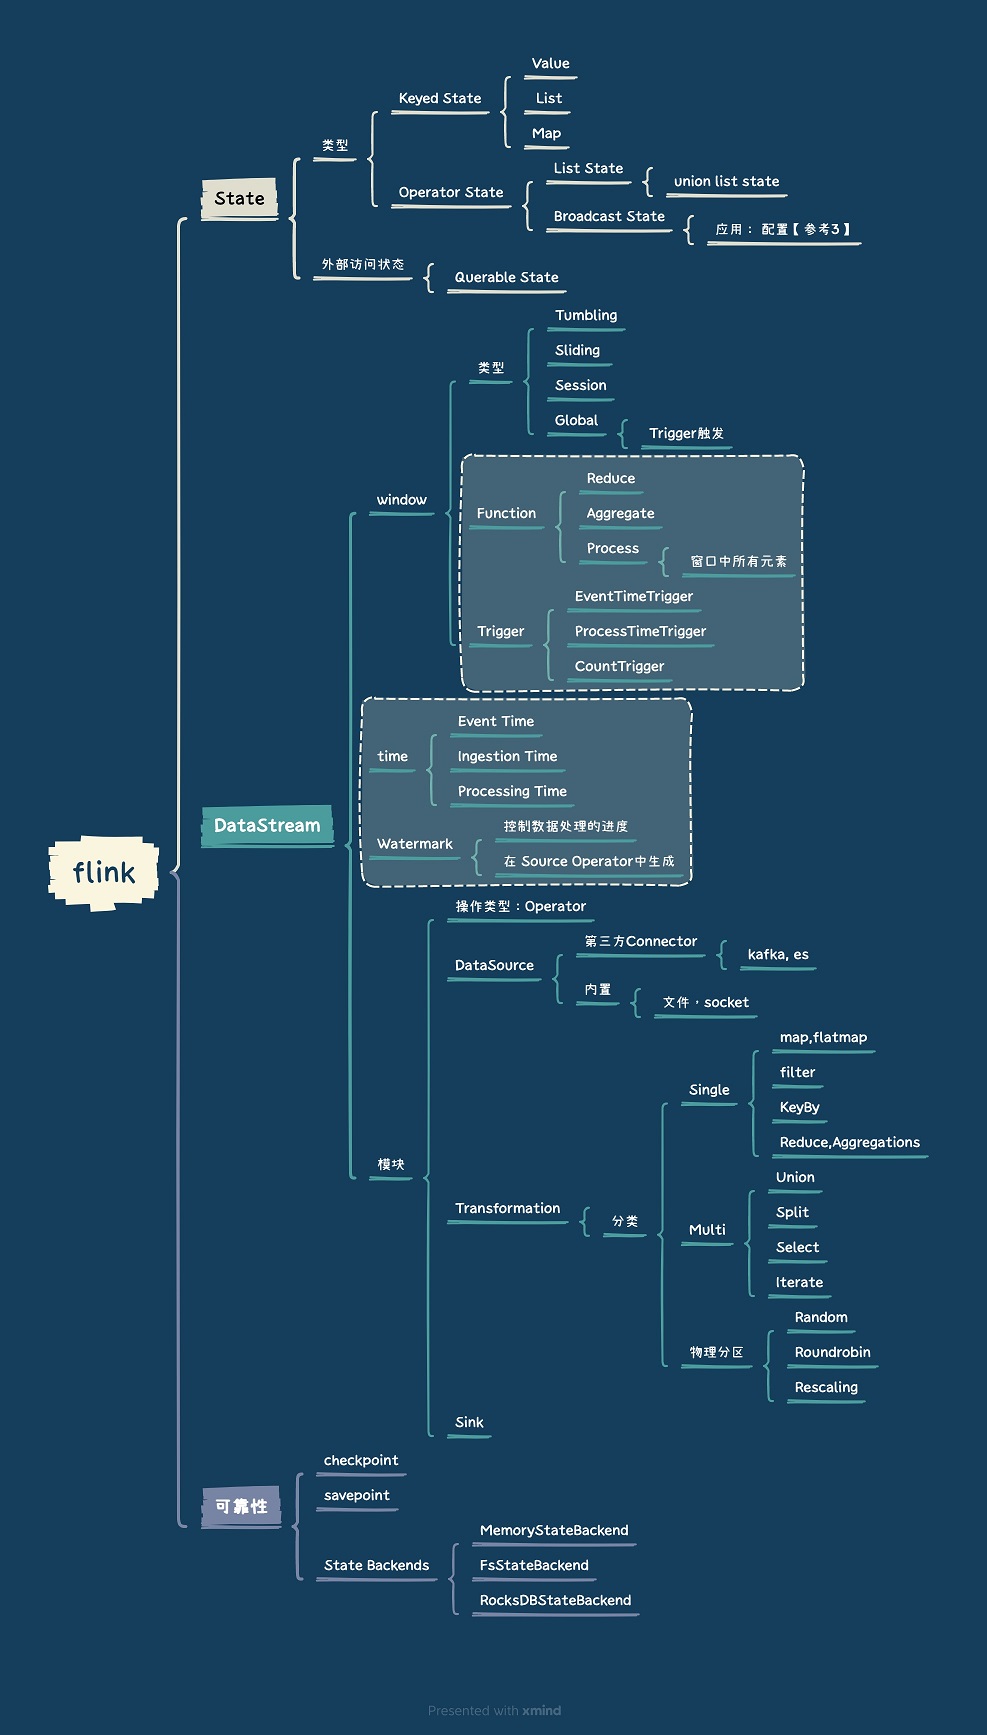 flink
State
类型
Keyed State
Value
List
Map
Operator State
List State
union list state
Broadcast State
应用： 配置【 参考3 】
外部访问状态
Querable State
DataStream
window
类型
Tumbling
Sliding
Session
Global
Trigger触发
Function
Reduce
Aggregate
Process
窗口中所有元素
Trigger
EventTimeTrigger
ProcessTimeTrigger
CountTrigger
time
Event Time
Ingestion Time
Processing Time
Watermark
控制数据处理的进度
在 Source Operator中生成
模块
操作类型：Operator
DataSource
第三方Connector
kafka, es
内置
文件，socket
Transformation
分类
Single
map,flatmap
filter
KeyBy
Reduce,Aggregations
Multi
Union
Split
Select
Iterate
物理分区
Random
Roundrobin
Rescaling
Sink
可靠性
checkpoint
savepoint
State Backends
MemoryStateBackend
FsStateBackend
RocksDBStateBackend
Presented with xmind